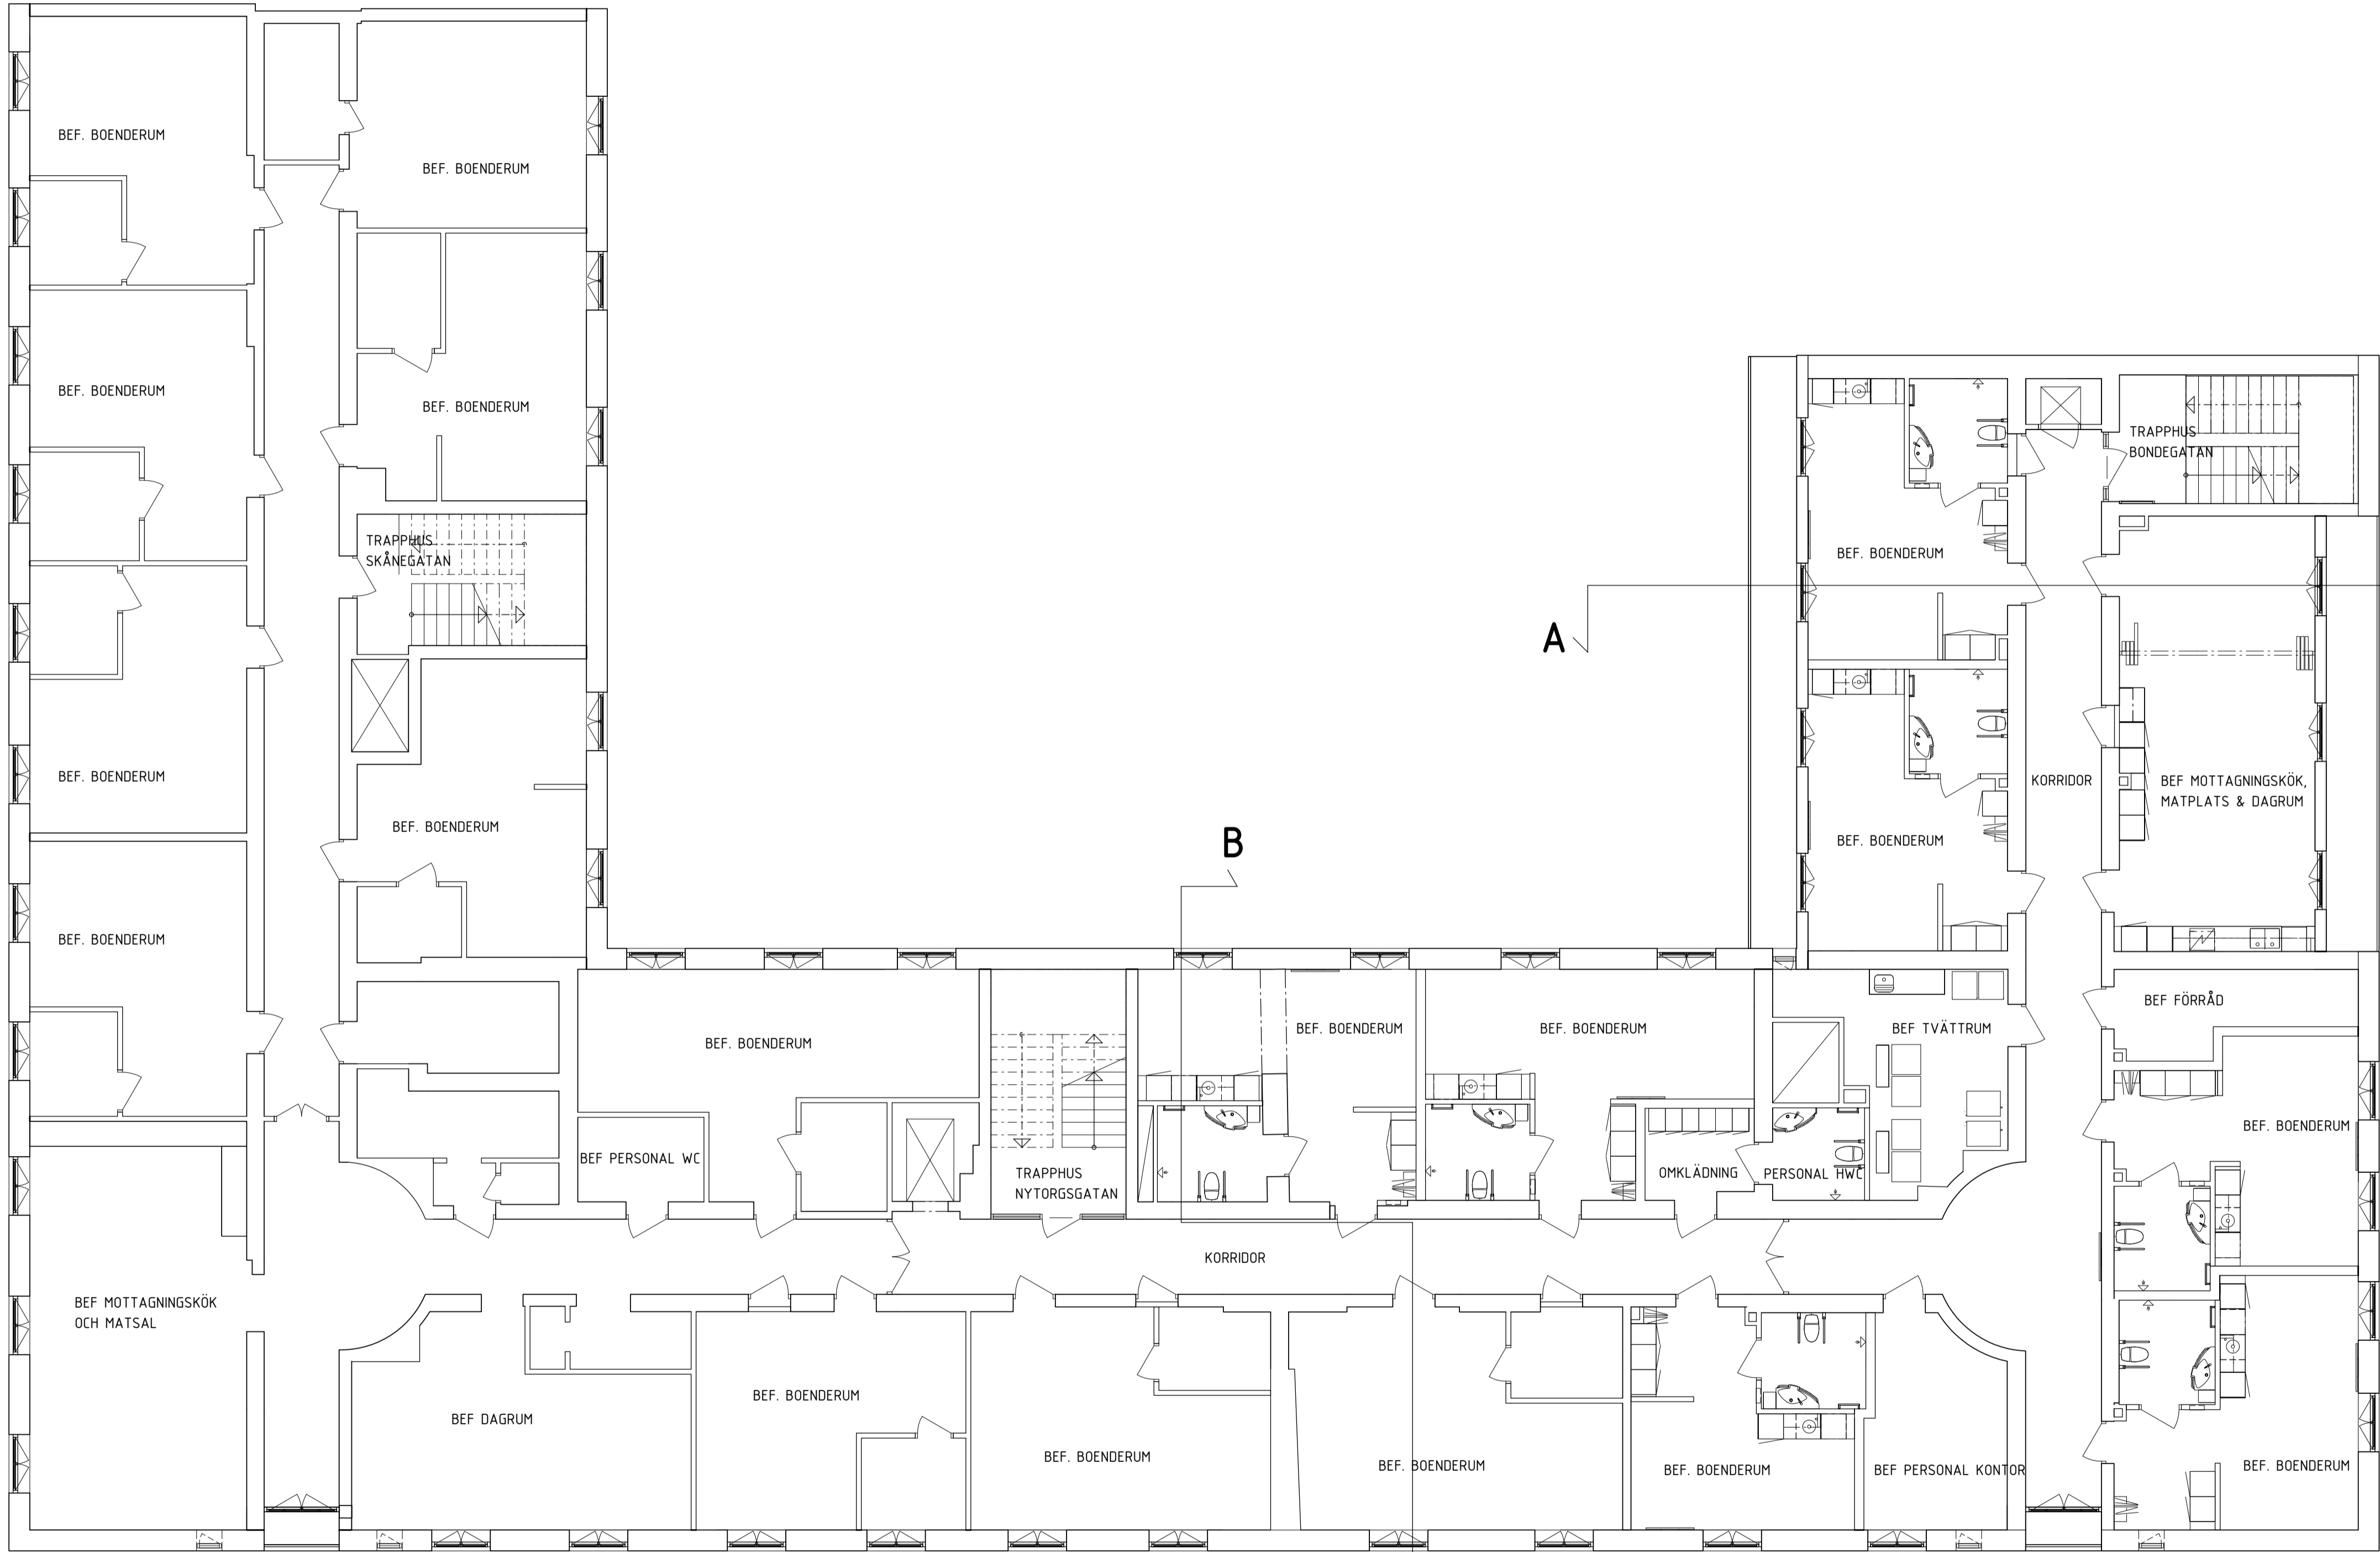 BEF. BOENDERUM
BEF. BOENDERUM
BEF. BOENDERUM
BEF. BOENDERUM
TRAPPHUS
SKÅNEGATAN
BEF. BOENDERUM
BEF. BOENDERUM
BEF. BOENDERUM
BEF MOTTAGNINGSKÖK
OCH MATSAL
BEF. BOENDERUM
BEF PERSONAL WC
TRAPPHUS
NYTORGSGATAN
B
BEF. BOENDERUM
BEF. BOENDERUM
OMKLÄDNING
PERSONAL HWC
BEF TVÄTTRUM
KORRIDOR
BEF DAGRUM
BEF. BOENDERUM
BEF. BOENDERUM
BEF. BOENDERUM
BEF. BOENDERUM
BEF PERSONAL KONTOR
A
TRAPPHUS
BONDEGATAN
BEF. BOENDERUM
BEF. BOENDERUM
KORRIDOR
BEF MOTTAGNINGSKÖK,
MATPLATS & DAGRUM
BEF FÖRRÅD
BEF. BOENDERUM
BEF. BOENDERUM